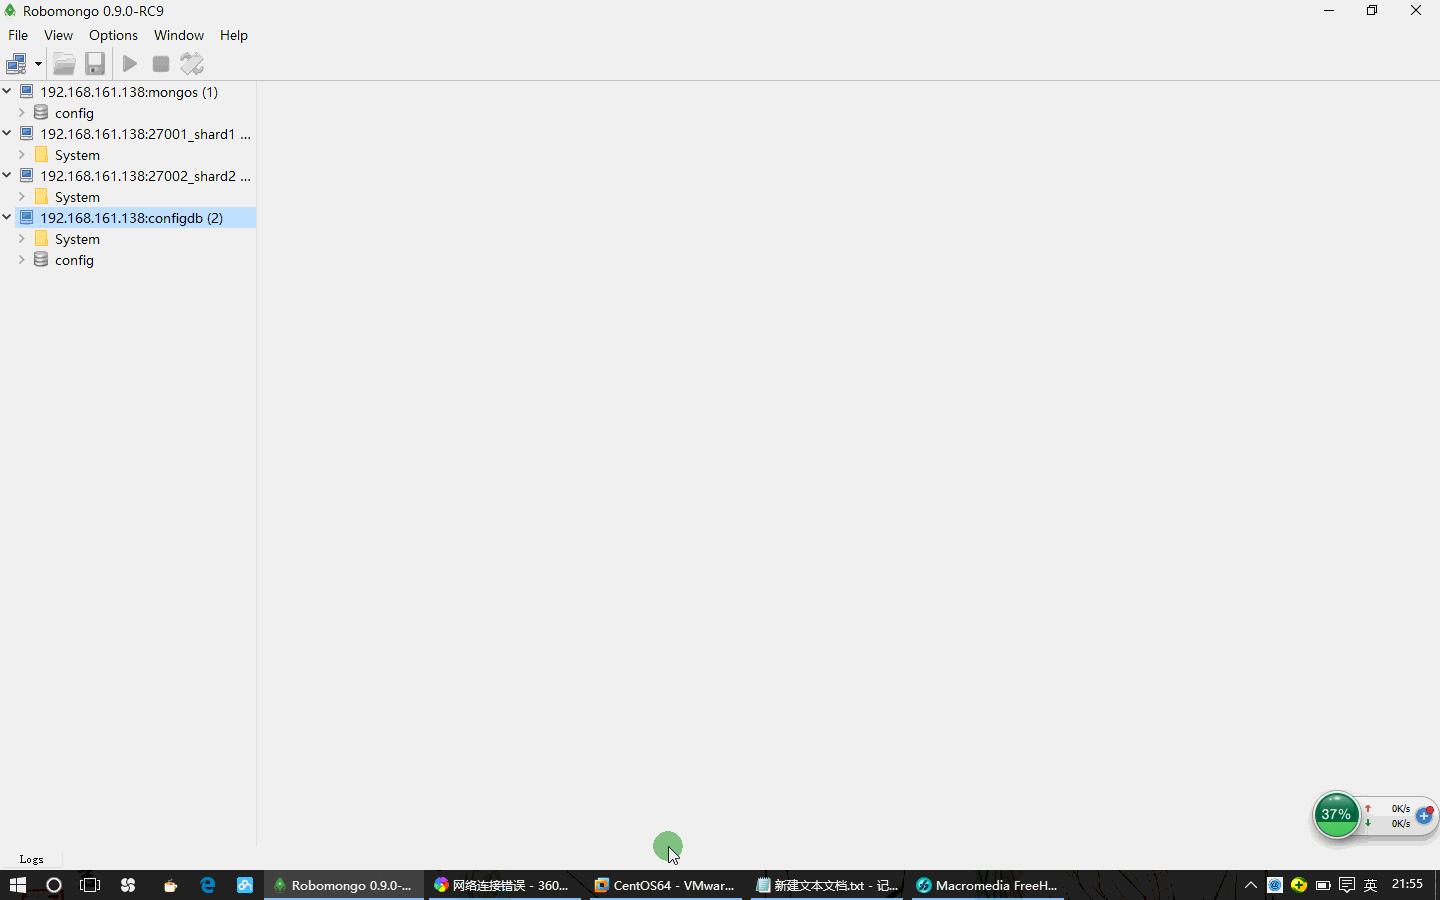 Robomongo 0.9.0-RC9
File View Options Window Help
192.168.161.138:mongos (1)
config
192.168.161.138:27001_shard1 ...
System
192.168.161.138:27002_shard2 ...
System
192.168.161.138:configdb (2)
System
config
37%
0K/s
0K/s
Logs
Robomongo 0.9.0-...
网络连接错误 - 360...
CentOS64 - VMwar...
新建文本文档.txt - 记...
Macromedia FreeH...
英
21:55